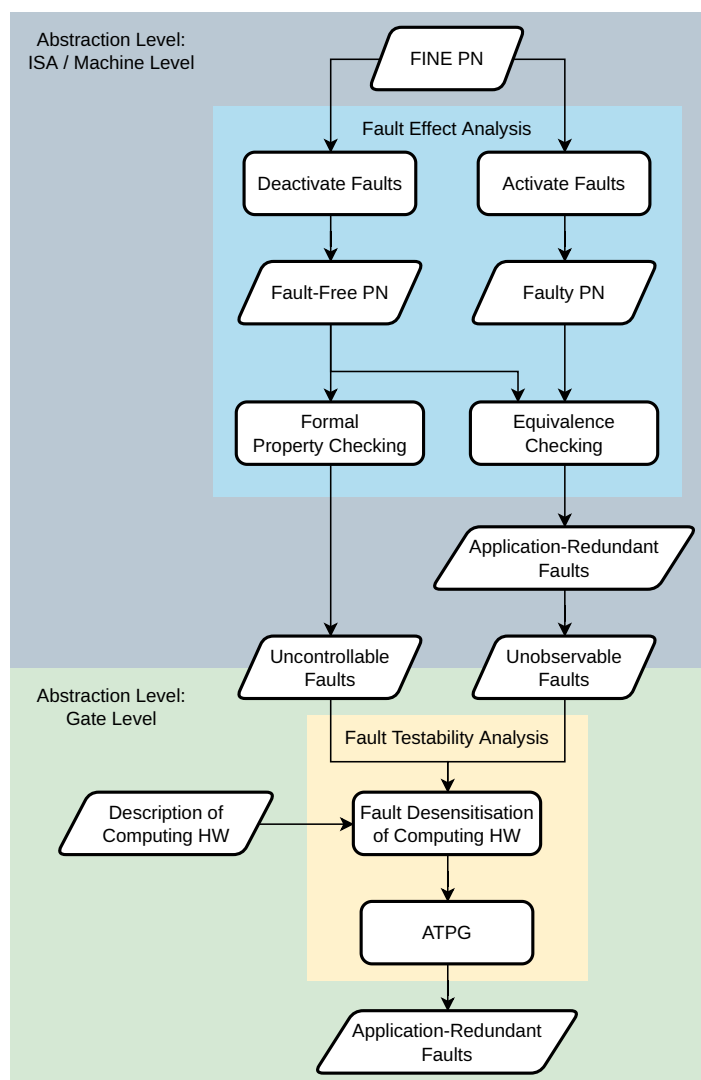 Abstraction Level:
ISA / Machine Level
FINE PN
Fault Effect Analysis
Deactivate Faults
Activate Faults
Fault-Free PN
Faulty PN
Formal
Property Checking
Equivalence
Checking
Application-Redundant
Faults
Uncontrollable
Faults
Unobservable
Faults
Abstraction Level:
Gate Level
Fault Testability Analysis
Description of
Computing HW
Fault Desensitisation
of Computing HW
ATPG
Application-Redundant
Faults